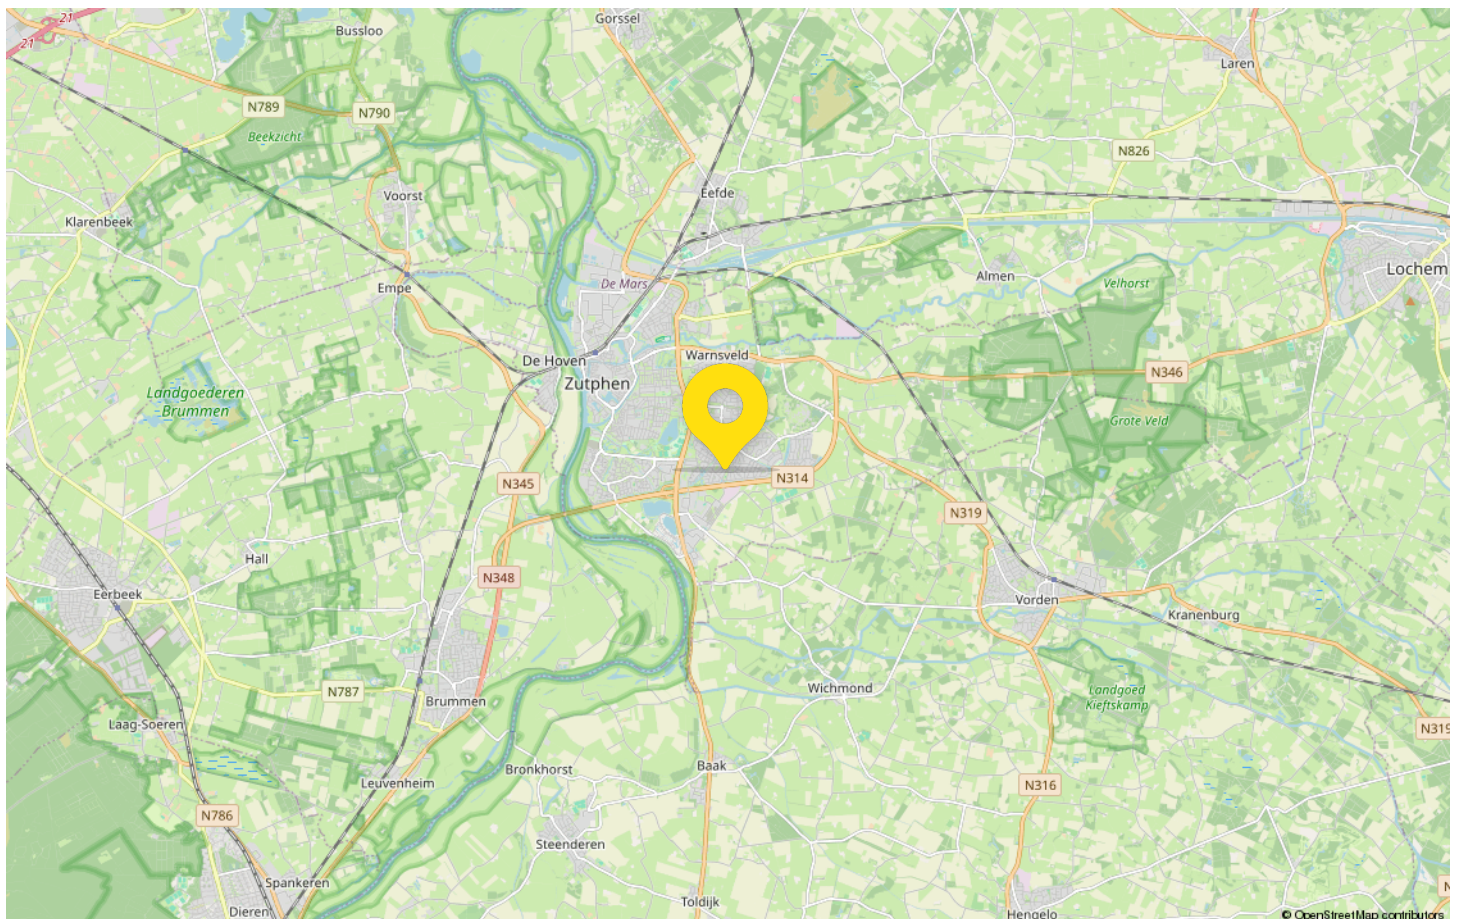 21
Bussloo
Gorssel
21
Laren
N789
N790
Beekzicht
N826
Voorst
Eefde
Klarenbeek
Almen
Lochem
Empe
De Mars
Velhorst
De Hoven
Warnsveld
Zutphen
N346
Landgoederen
Brummen
Grote Veld
N345
N314
N319
Hall
N348
Eerbeek
Vorden
Kranenburg
N787
Brummen
Wichmond
Landgoed
Kieftskamp
Laag-Soeren
N319
Baak
Bronkhorst
Leuvenheim
N316
N786
Steenderen
Spankeren
Toldijk
Dieren
Hengelo
N
© OpenStreetMap contributors